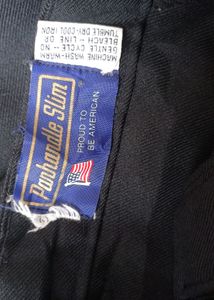 MACHINE WASH-WARM
GENTLE CYCLE -- NO
BLEACH -- LINE OR
TUMBLE DRY-COOL IRON
Panhandle Slim
PROUD TO
BE AMERICAN